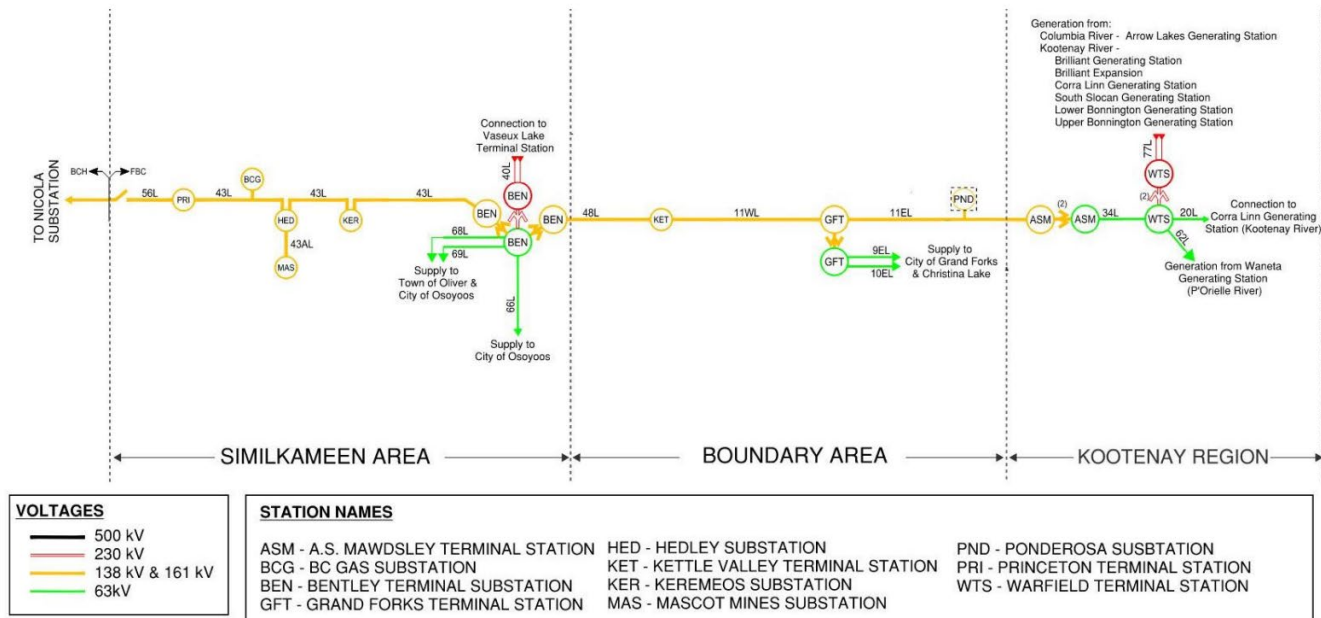 Generation from:
Columbia River - Arrow Lakes Generating Station
Kootenay River -
Brilliant Generating Station
Brilliant Expansion
Corra Linn Generating Station
South Slocan Generating Station
Lower Bonnington Generating Station
Upper Bonnington Generating Station
TO NICOLA
SUBSTATION
BCH
FBC
56L
PRI
43L
BCG
HED
43AL
MAS
43L
KER
43L
BEN
Connection to
Vaseux Lake
Terminal Station
40L
BEN
BEN
BEN
68L
69L
Supply to
Town of Oliver &
City of Osoyoos
66L
Supply to
City of Osoyoos
48L
KET
11WL
GFT
GFT
11EL
PND
9EL
10EL
Supply to
City of Grand Forks
& Christina Lake
ASM
(2)
ASM
34L
77L
WTS
(2)
WTS
20L
62L
Connection to
Corra Linn Generating
Station (Kootenay River)
Generation from Waneta
Generating Station
(P'Orielle River)
SIMILKAMEEN AREA
BOUNDARY AREA
KOOTENAY REGION
VOLTAGES
500 kV
230 kV
138 kV & 161 kV
63kV
STATION NAMES
ASM - A.S. MAWDSLEY TERMINAL STATION
BCG - BC GAS SUBSTATION
BEN - BENTLEY TERMINAL SUBSTATION
GFT - GRAND FORKS TERMINAL STATION
HED - HEDLEY SUBSTATION
KET - KETTLE VALLEY TERMINAL STATION
KER - KEREMEOS SUBSTATION
MAS - MASCOT MINES SUBSTATION
PND - PONDEROSA SUSBTATION
PRI - PRINCETON TERMINAL STATION
WTS - WARFIELD TERMINAL STATION